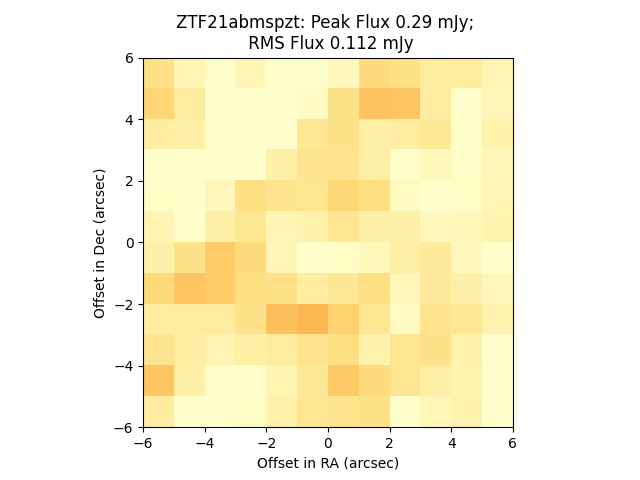 ZTF21abmspzt: Peak Flux 0.29 mJy;
RMS Flux 0.112 mJy
6
4
2
0
−2
−4
−6
Offset in Dec (arcsec)
−6 −4 −2 0 2 4 6
Offset in RA (arcsec)